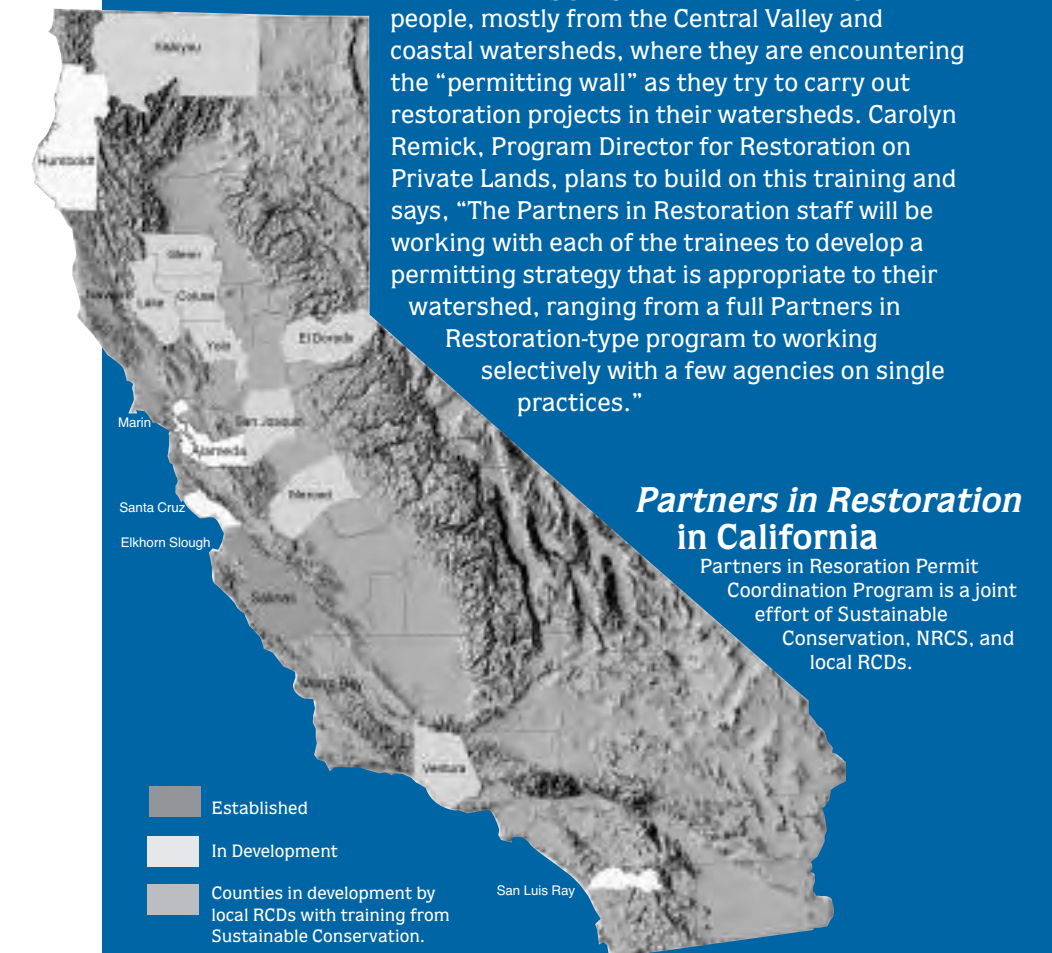 people, mostly from the Central Valley and
coastal watersheds, where they are encountering
the “permitting wall” as they try to carry out
restoration projects in their watersheds. Carolyn
Remick, Program Director for Restoration on
Private Lands, plans to build on this training and
says, “The Partners in Restoration staff will be
working with each of the trainees to develop a
permitting strategy that is appropriate to their
watershed, ranging from a full Partners in
Restoration-type program to working
selectively with a few agencies on single
practices.”
Siskiyou
Humboldt
Glenn
Navarro
Lake
Colusa
Yolo
El Dorado
Marin
San Joaquin
Alameda
Merced
Santa Cruz
Elkhorn Slough
Salinas
Morro Bay
Ventura
San Luis Ray
Partners in Restoration
in California
Partners in Resoration Permit
Coordination Program is a joint
effort of Sustainable
Conservation, NRCS, and
local RCDs.
Established
In Development
Counties in development by
local RCDs with training from
Sustainable Conservation.